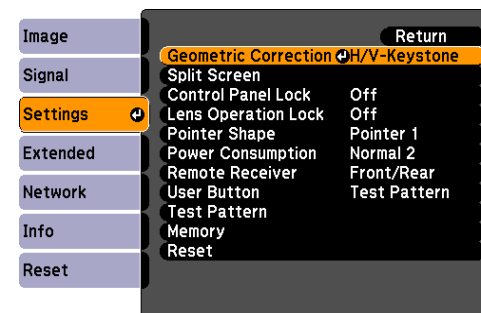 Image
Signal
Settings
Extended
Network
Info
Reset
Return
Geometric Correction H/V-Keystone
Split Screen
Control Panel Lock Off
Lens Operation Lock Off
Pointer Shape Pointer 1
Power Consumption Normal 2
Remote Receiver Front/Rear
User Button Test Pattern
Test Pattern
Memory
Reset